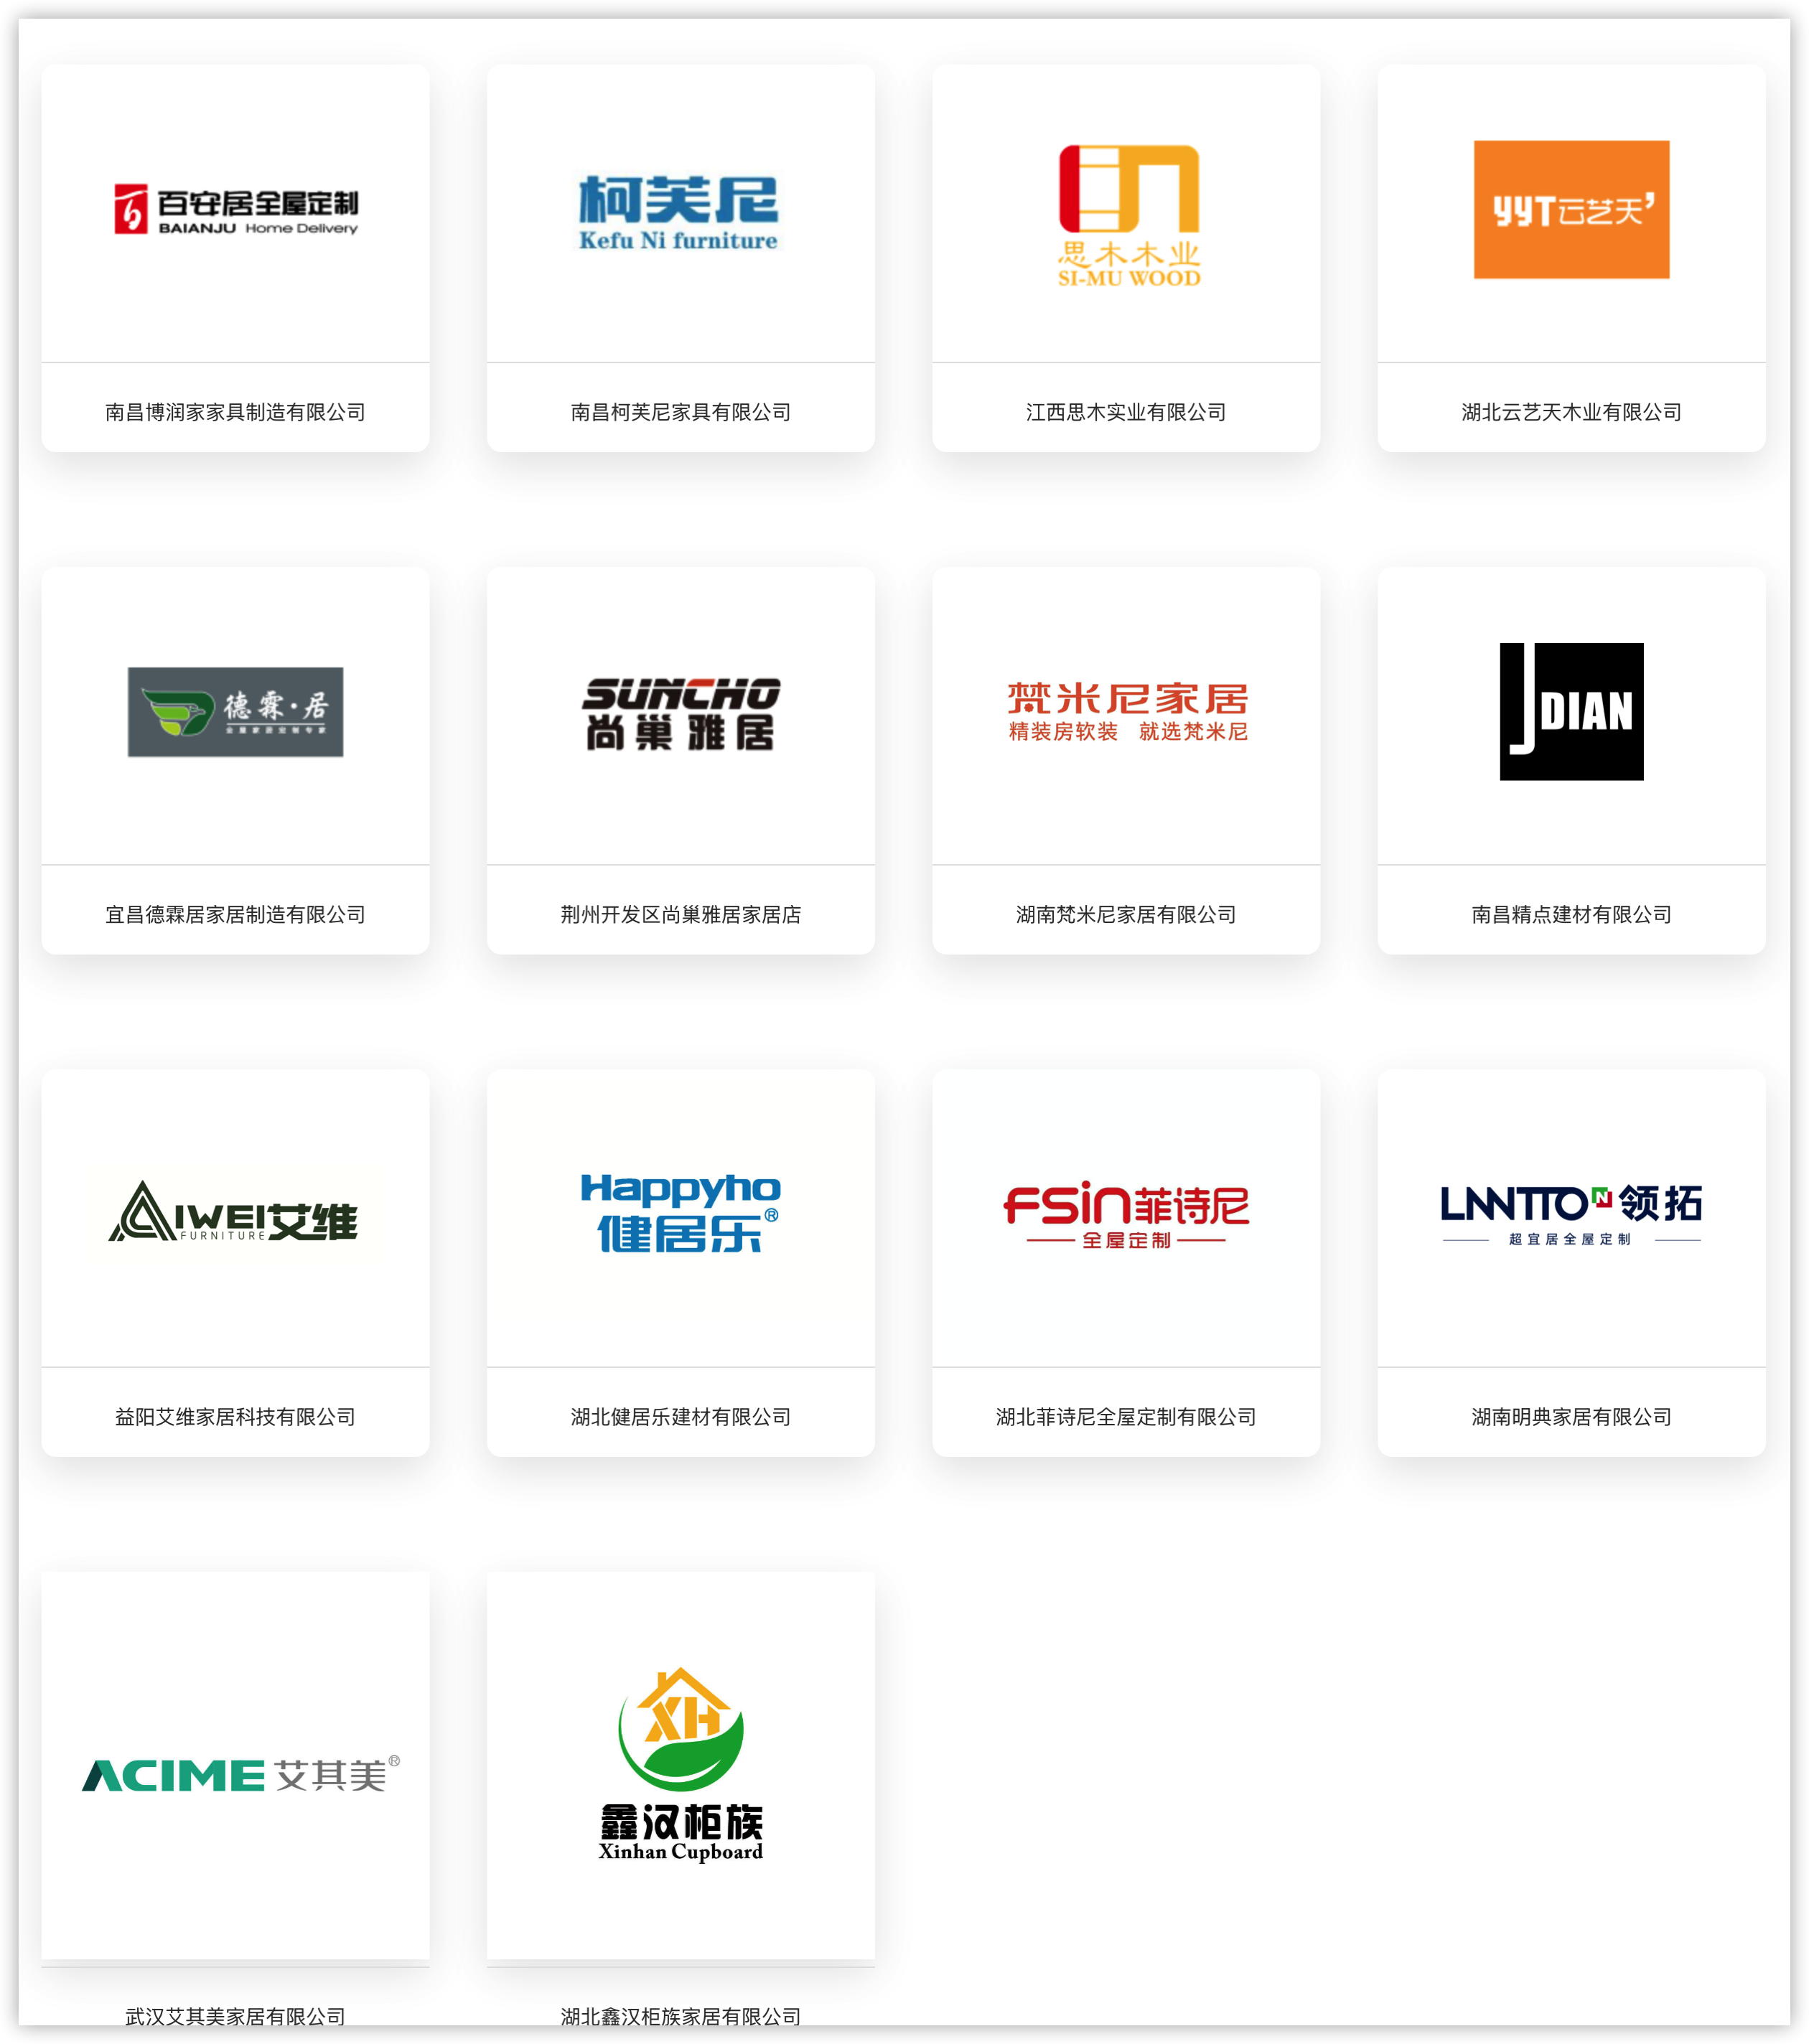 百安居全屋定制
BAIANJU Home Delivery
南昌博润家家具制造有限公司
柯芙尼
Kefu Ni furniture
南昌柯芙尼家具有限公司
思木木业
SI-MU WOOD
江西思木实业有限公司
yyT云艺天
湖北云艺天木业有限公司
德霖·居
全屋家居定制专家
宜昌德霖居家居制造有限公司
SUNCHO
尚巢雅居
荆州开发区尚巢雅居家居店
梵米尼家居
精装房软装 就选梵米尼
湖南梵米尼家居有限公司
JDIAN
南昌精点建材有限公司
AIWEI艾维
FURNITURE
益阳艾维家居科技有限公司
Happyho
健居乐®
湖北健居乐建材有限公司
FSin菲诗尼
全屋定制
湖北菲诗尼全屋定制有限公司
LNNTTO N 领拓
超宜居全屋定制
湖南明典家居有限公司
ACIME 艾其美®
武汉艾其美家居有限公司
XH
鑫汉柜族
Xinhan Cupboard
湖北鑫汉柜族家居有限公司